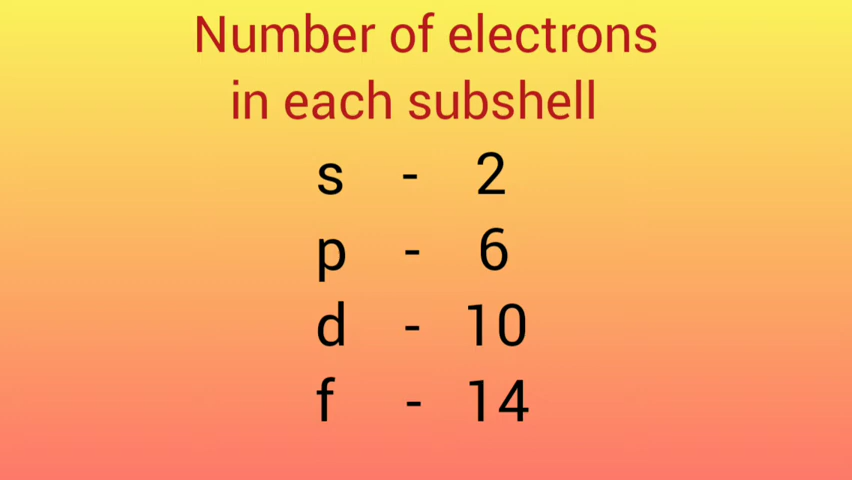 Number of electrons
in each subshell
s - 2
p - 6
d - 10
f - 14